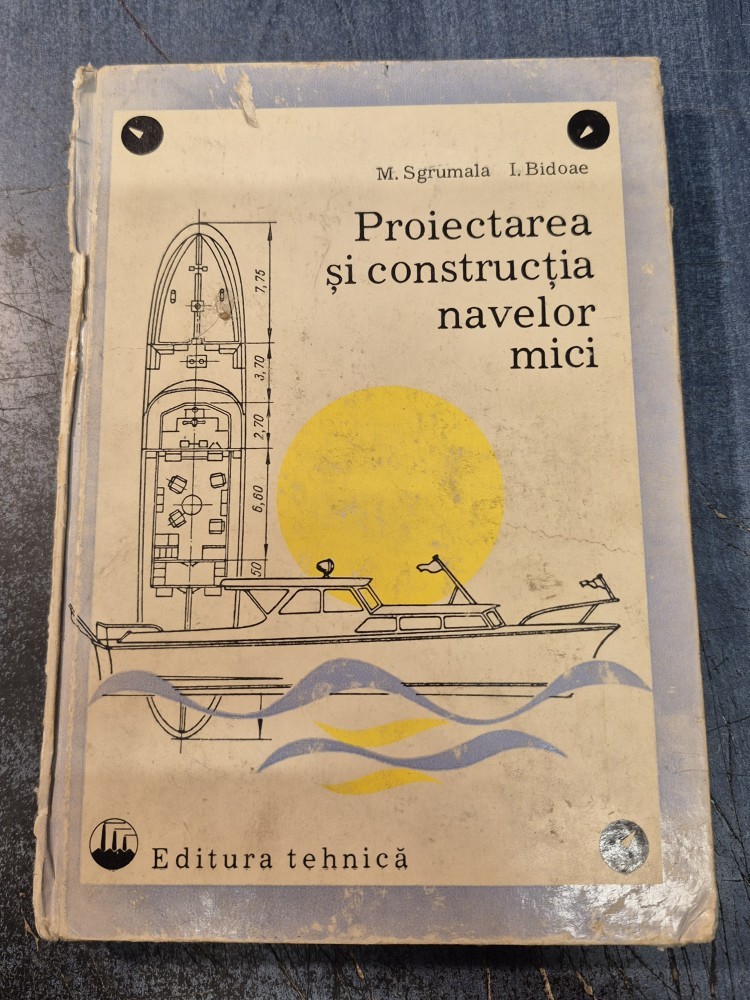 M. Sgrumala I. Bidoae
Proiectarea
și construcția
navelor
mici
7,75
3,70
2,70
6,60
50
Editura tehnică